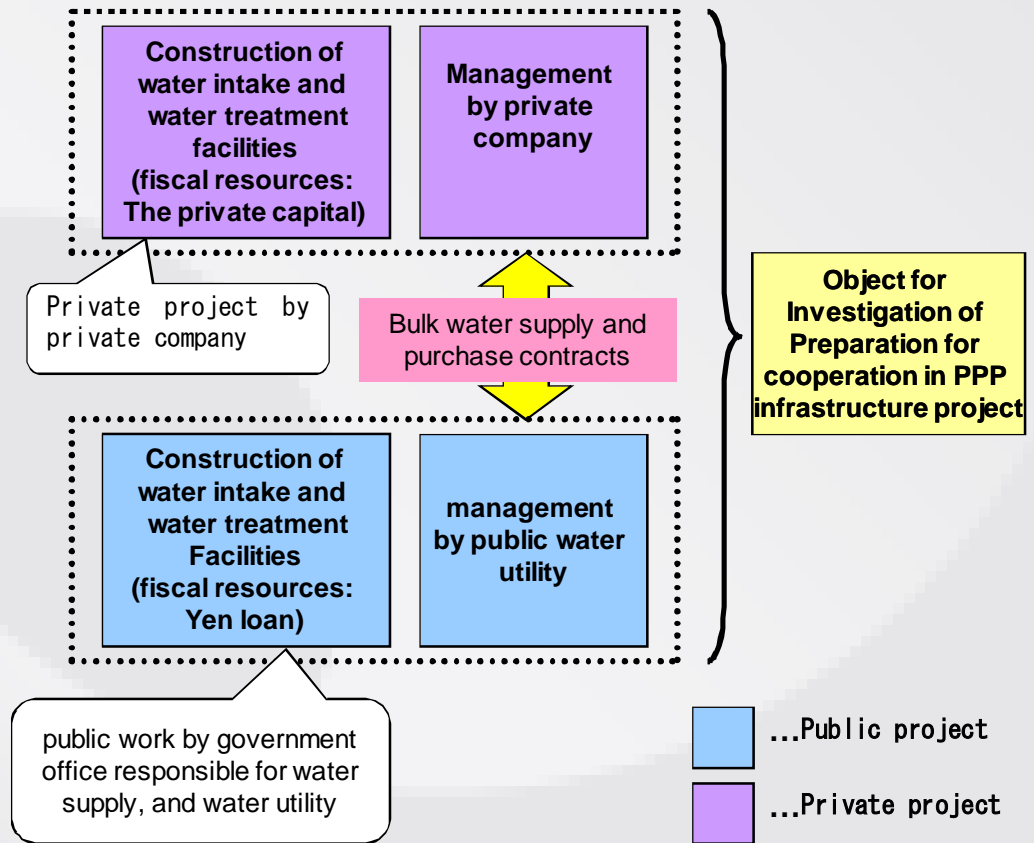 Construction of
water intake and
water treatment
facilities
(fiscal resources:
The private capital)
Management
by private
company
Private project by
private company
Bulk water supply and
purchase contracts
Object for
Investigation of
Preparation for
cooperation in PPP
infrastructure project
Construction of
water intake and
water treatment
Facilities
(fiscal resources:
Yen loan)
management
by public water
utility
public work by government
office responsible for water
supply, and water utility
...Public project
...Private project